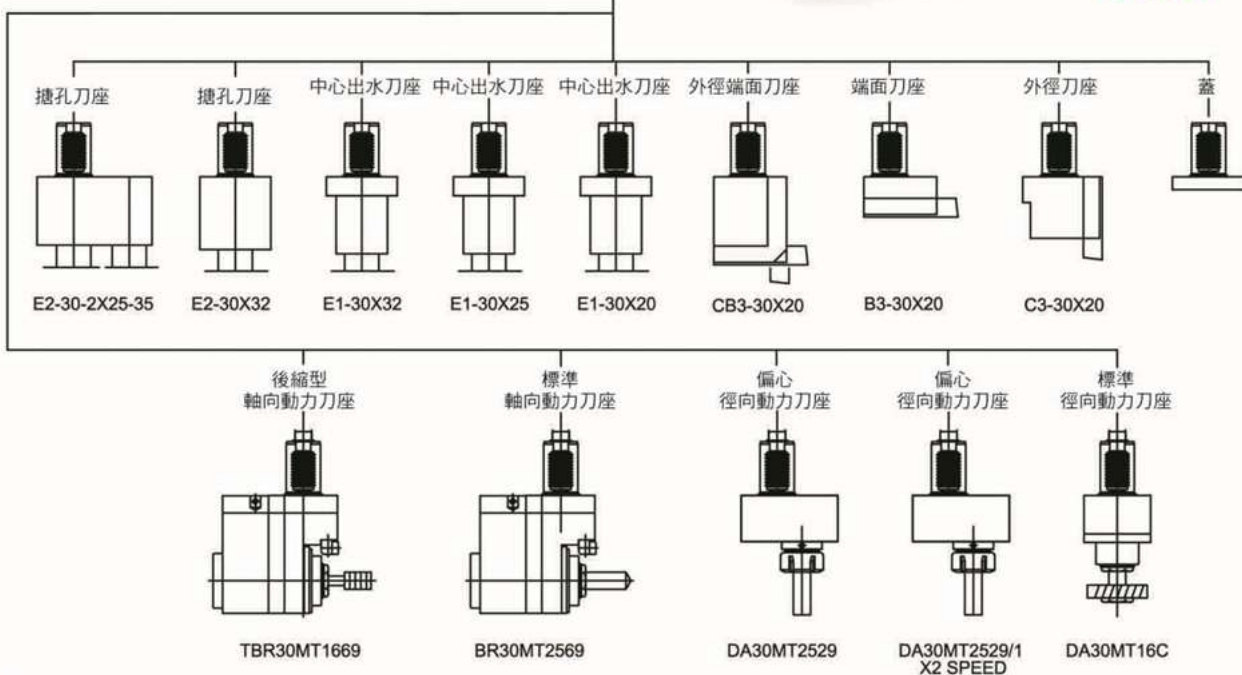 搪孔刀座
搪孔刀座
中心出水刀座
中心出水刀座
中心出水刀座
外徑端面刀座
端面刀座
外徑刀座
蓋
E2-30-2X25-35
E2-30X32
E1-30X32
E1-30X25
E1-30X20
CB3-30X20
B3-30X20
C3-30X20
後縮型
軸向動力刀座
標準
軸向動力刀座
偏心
徑向動力刀座
偏心
徑向動力刀座
標準
徑向動力刀座
TBR30MT1669
BR30MT2569
DA30MT2529
DA30MT2529/1
X2 SPEED
DA30MT16C